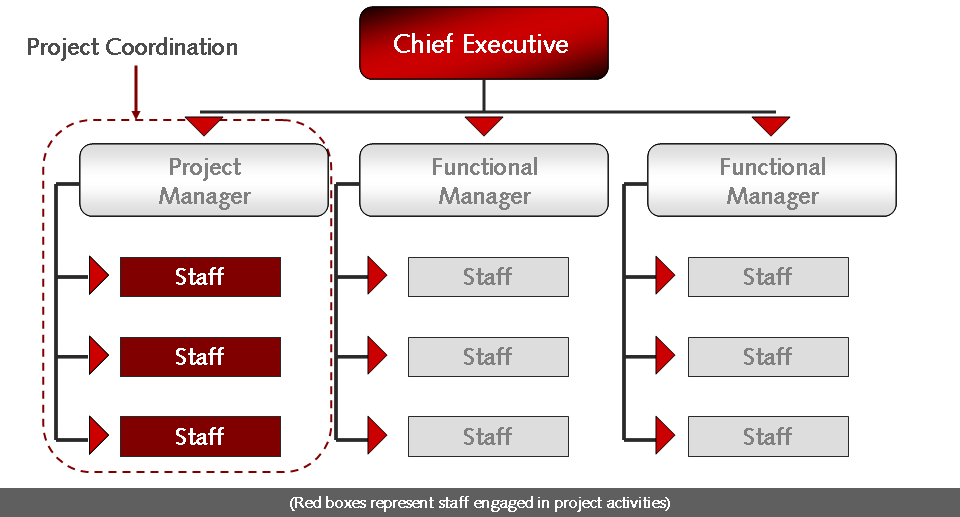 Project Coordination
Chief Executive
Project
Manager
Functional
Manager
Functional
Manager
Staff
Staff
Staff
Staff
Staff
Staff
Staff
Staff
Staff
(Red boxes represent staff engaged in project activities)